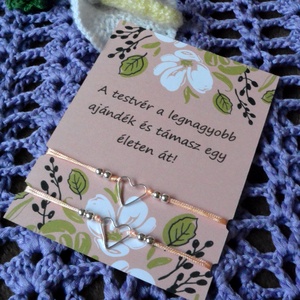 A testvér a legnagyobb
ajándék és támasz egy
életen át!